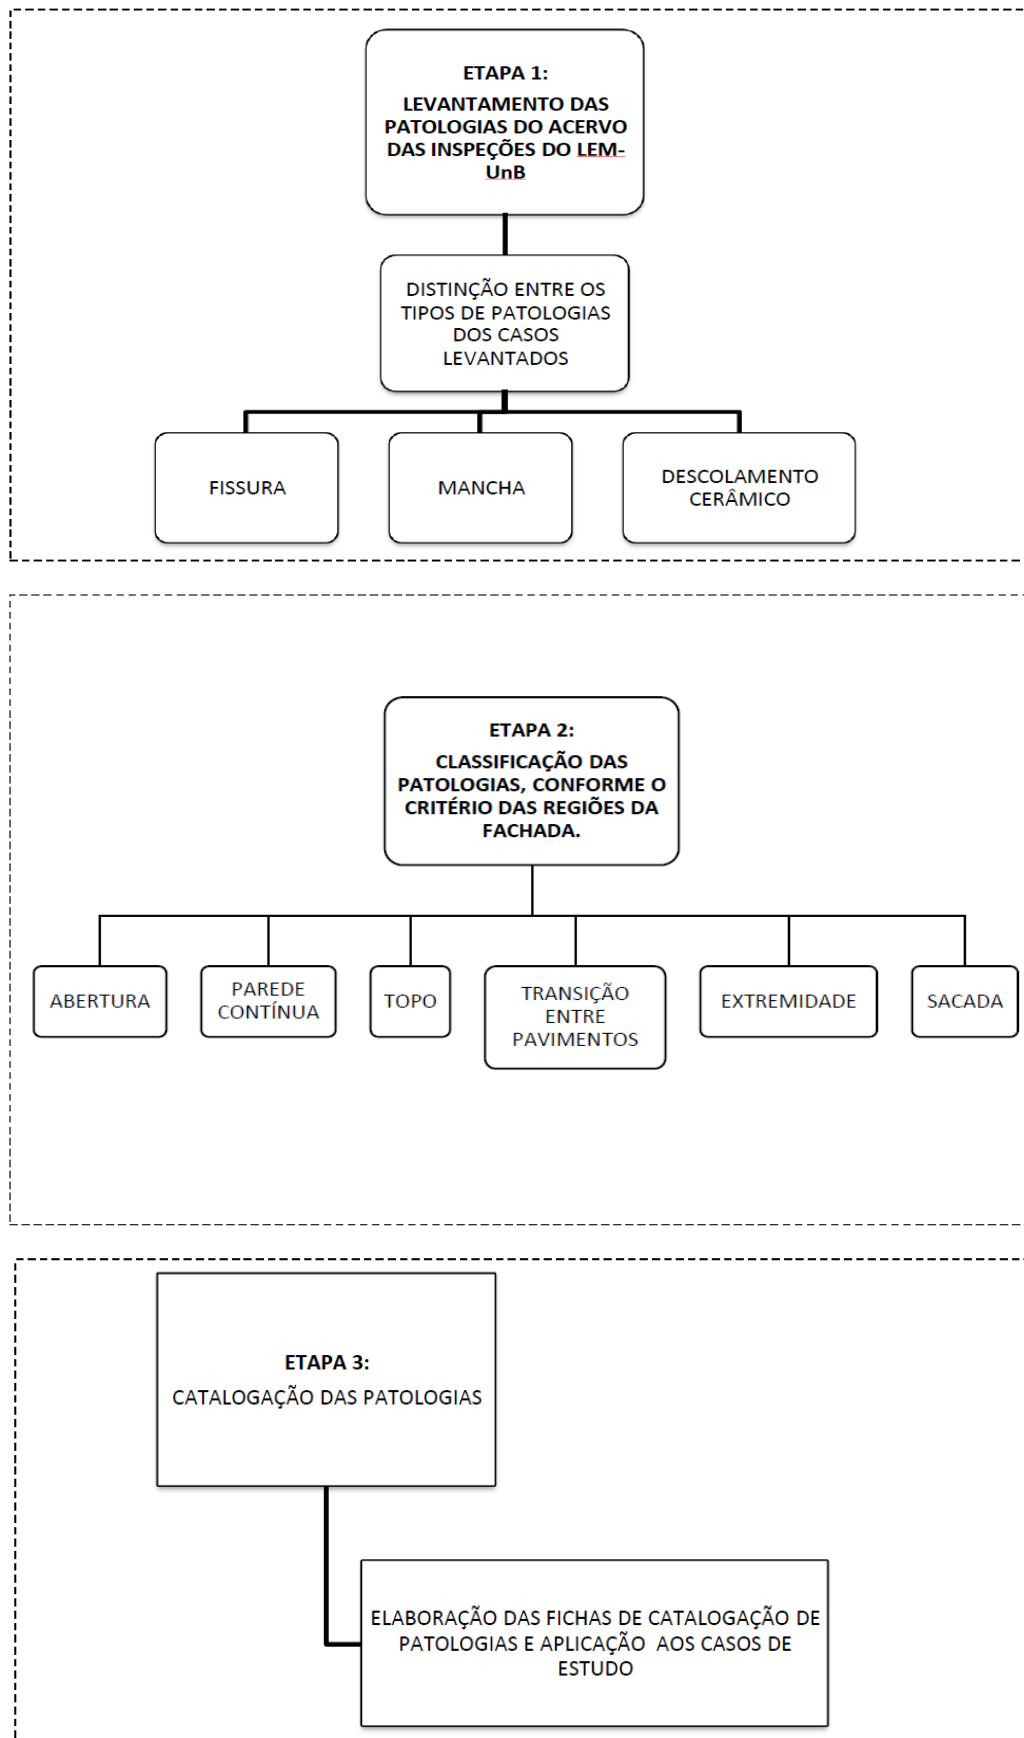 ETAPA 1:
LEVANTAMENTO DAS
PATOLOGIAS DO ACERVO
DAS INSPEÇÕES DO LEM-
UnB
DISTINÇÃO ENTRE OS
TIPOS DE PATOLOGIAS
DOS CASOS
LEVANTADOS
FISSURA
MANCHA
DESCOLAMENTO
CERÂMICO
ETAPA 2:
CLASSIFICAÇÃO DAS
PATOLOGIAS, CONFORME O
CRITÉRIO DAS REGIÕES DA
FACHADA.
ABERTURA
PAREDE
CONTÍNUA
TOPO
TRANSIÇÃO
ENTRE
PAVIMENTOS
EXTREMIDADE
SACADA
ETAPA 3:
CATALOGAÇÃO DAS PATOLOGIAS
ELABORAÇÃO DAS FICHAS DE CATALOGAÇÃO DE
PATOLOGIAS E APLICAÇÃO AOS CASOS DE
ESTUDO